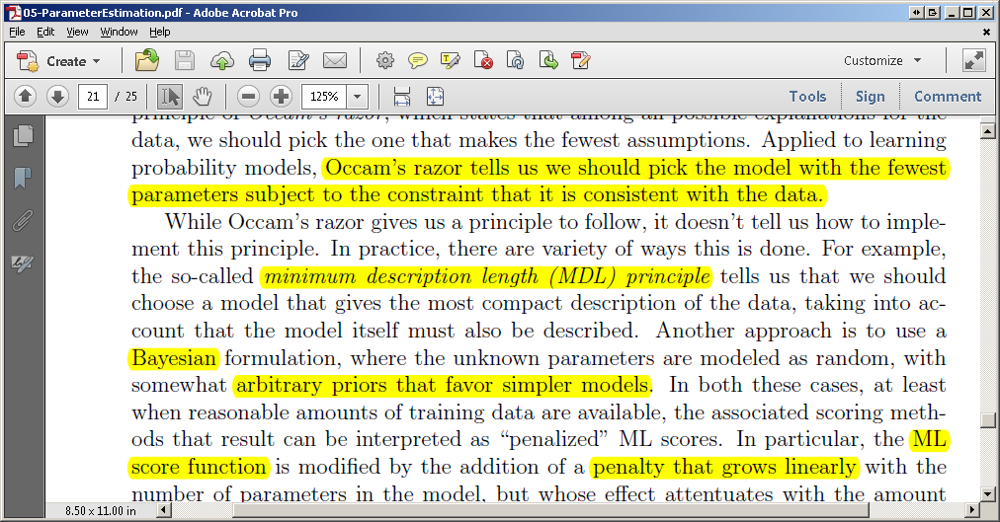 05-ParameterEstimation.pdf - Adobe Acrobat Pro
File Edit View Window Help
Create Customize
21 / 25 125% Tools Sign Comment
principle of Occam's razor, which states that among all possible explanations for the
data, we should pick the one that makes the fewest assumptions. Applied to learning
probability models, Occam's razor tells us we should pick the model with the fewest
parameters subject to the constraint that it is consistent with the data.
While Occam's razor gives us a principle to follow, it doesn't tell us how to imple-
ment this principle. In practice, there are variety of ways this is done. For example,
the so-called minimum description length (MDL) principle tells us that we should
choose a model that gives the most compact description of the data, taking into ac-
count that the model itself must also be described. Another approach is to use a
Bayesian formulation, where the unknown parameters are modeled as random, with
somewhat arbitrary priors that favor simpler models. In both these cases, at least
when reasonable amounts of training data are available, the associated scoring meth-
ods that result can be interpreted as “penalized” ML scores. In particular, the ML
score function is modified by the addition of a penalty that grows linearly with the
number of parameters in the model, but whose effect attentuates with the amount
8.50 x 11.00 in